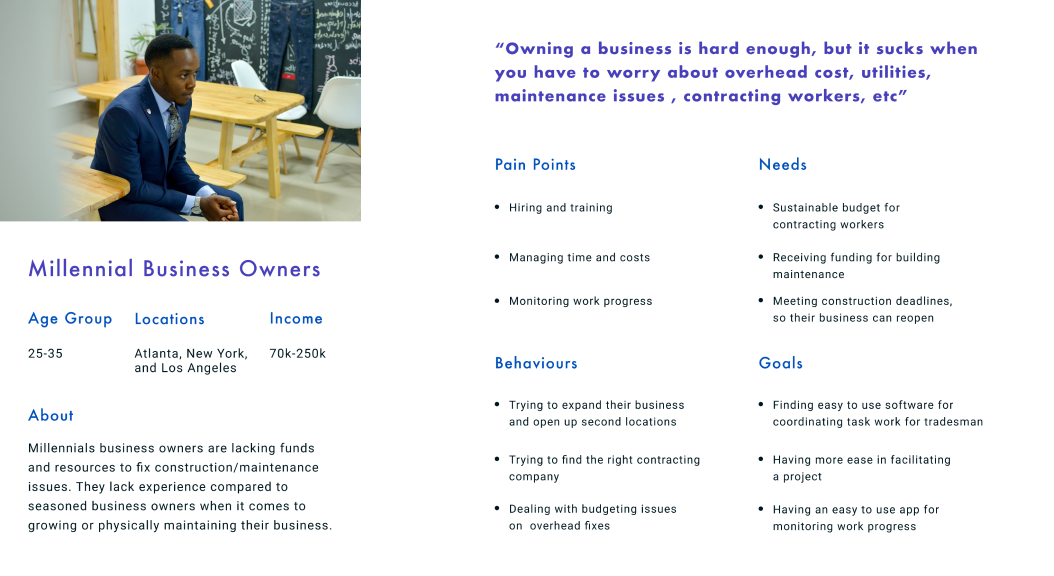 “Owning a business is hard enough, but it sucks when
you have to worry about overhead cost, utilities,
maintenance issues , contracting workers, etc”
Millennial Business Owners
Age Group
Locations
Income
25-35
Atlanta, New York,
and Los Angeles
70k-250k
About
Millennials business owners are lacking funds
and resources to fix construction/maintenance
issues. They lack experience compared to
seasoned business owners when it comes to
growing or physically maintaining their business.
Pain Points
• Hiring and training
• Managing time and costs
• Monitoring work progress
Needs
• Sustainable budget for
contracting workers
• Receiving funding for building
maintenance
• Meeting construction deadlines,
so their business can reopen
Behaviours
• Trying to expand their business
and open up second locations
• Trying to find the right contracting
company
• Dealing with budgeting issues
on overhead fixes
Goals
• Finding easy to use software for
coordinating task work for tradesman
• Having more ease in facilitating
a project
• Having an easy to use app for
monitoring work progress